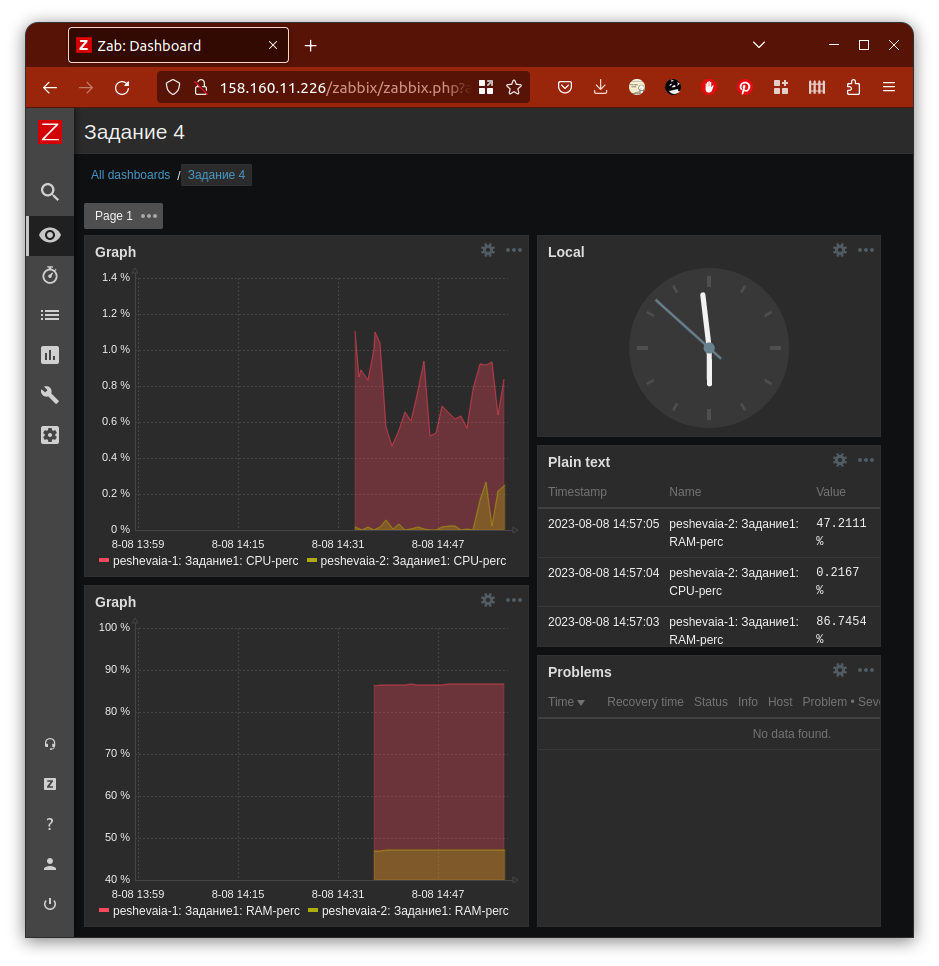 Z Zab: Dashboard
158.160.11.226/zabbix/zabbix.php?a
Z
Задание 4
All dashboards / Задание 4
Page 1
Graph
1.4 %
1.2 %
1.0 %
0.8 %
0.6 %
0.4 %
0.2 %
0 %
8-08 13:59 8-08 14:15 8-08 14:31 8-08 14:47
peshevaia-1: Задание1: CPU-perc peshevaia-2: Задание1: CPU-perc
Graph
100 %
90 %
80 %
70 %
60 %
50 %
40 %
8-08 13:59 8-08 14:15 8-08 14:31 8-08 14:47
peshevaia-1: Задание1: RAM-perc peshevaia-2: Задание1: RAM-perc
Local
Plain text
Timestamp Name Value
2023-08-08 14:57:05 peshevaia-2: Задание1: 47.2111
RAM-perc %
2023-08-08 14:57:04 peshevaia-2: Задание1: 0.2167
CPU-perc %
2023-08-08 14:57:03 peshevaia-1: Задание1: 86.7454
RAM-perc %
Problems
Time Recovery time Status Info Host Problem • Seve
No data found.
Z
?